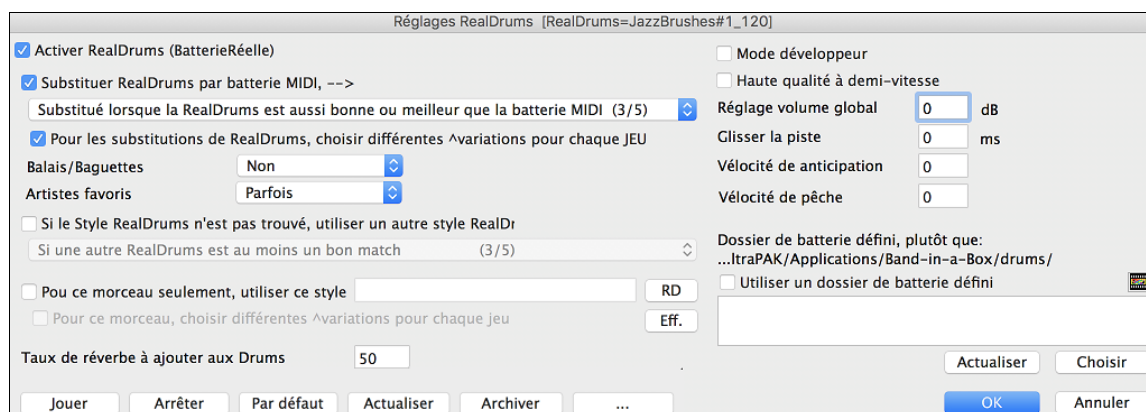 Réglages RealDrums [RealDrums=JazzBrushes#1_120]
Activer RealDrums (BatterieRéelle)
Substituer RealDrums par batterie MIDI, -->
Substitué lorsque la RealDrums est aussi bonne ou meilleur que la batterie MIDI (3/5)
Pour les substitutions de RealDrums, choisir différentes ^variations pour chaque JEU
Balais/Baguettes Non
Artistes favoris Parfois
Si le Style RealDrums n'est pas trouvé, utiliser un autre style RealDr
Si une autre RealDrums est au moins un bon match (3/5)
Pou ce morceau seulement, utiliser ce style RD
Pour ce morceau, choisir différentes ^variations pour chaque jeu Eff.
Taux de réverbe à ajouter aux Drums 50
Jouer Arrêter Par défaut Actualiser Archiver ...
Mode développeur
Haute qualité à demi-vitesse
Réglage volume global 0 dB
Glisser la piste 0 ms
Vélocité de anticipation 0
Vélocité de pêche 0
Dossier de batterie défini, plutôt que:
...ltraPAK/Applications/Band-in-a-Box/drums/
Utiliser un dossier de batterie défini
Actualiser Choisir
OK Annuler